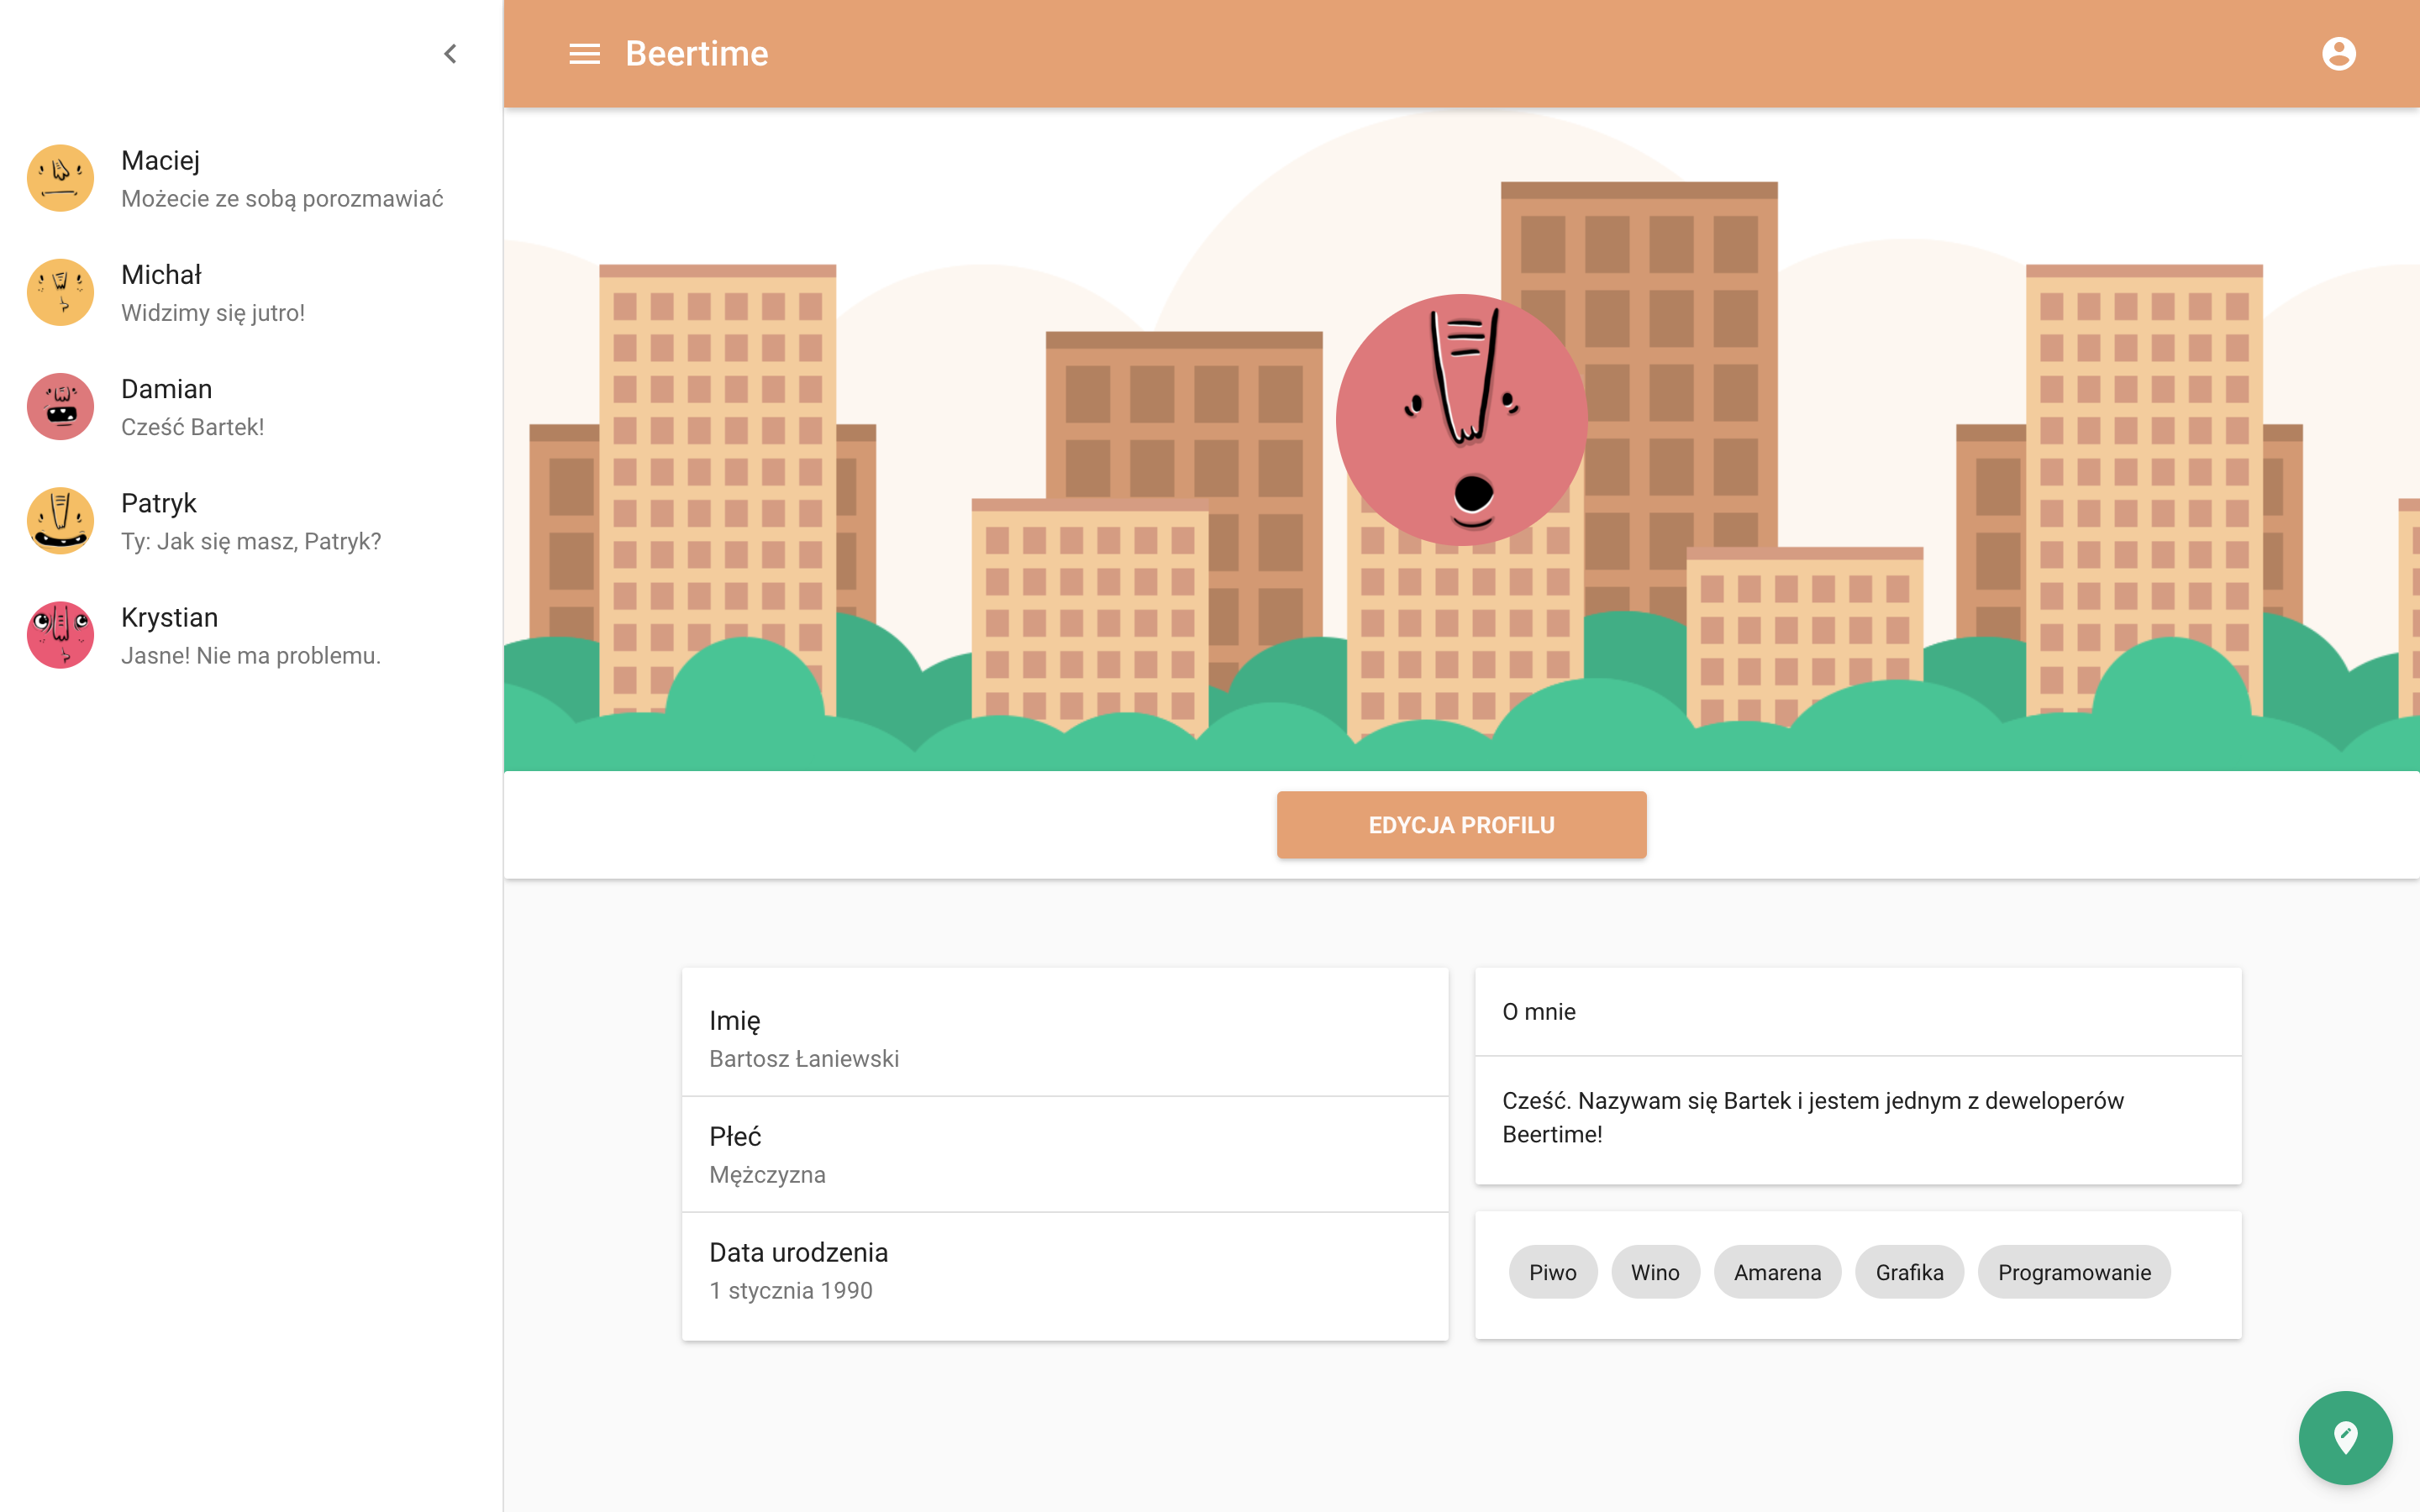 Beertime
Maciej
Możecie ze sobą porozmawiać
Michał
Widzimy się jutro!
Damian
Cześć Bartek!
Patryk
Ty: Jak się masz, Patryk?
Krystian
Jasne! Nie ma problemu.
EDYCJA PROFILU
Imię
Bartosz Łaniewski
Płeć
Mężczyzna
Data urodzenia
1 stycznia 1990
O mnie
Cześć. Nazywam się Bartek i jestem jednym z deweloperów
Beertime!
Piwo Wino Amarena Grafika Programowanie